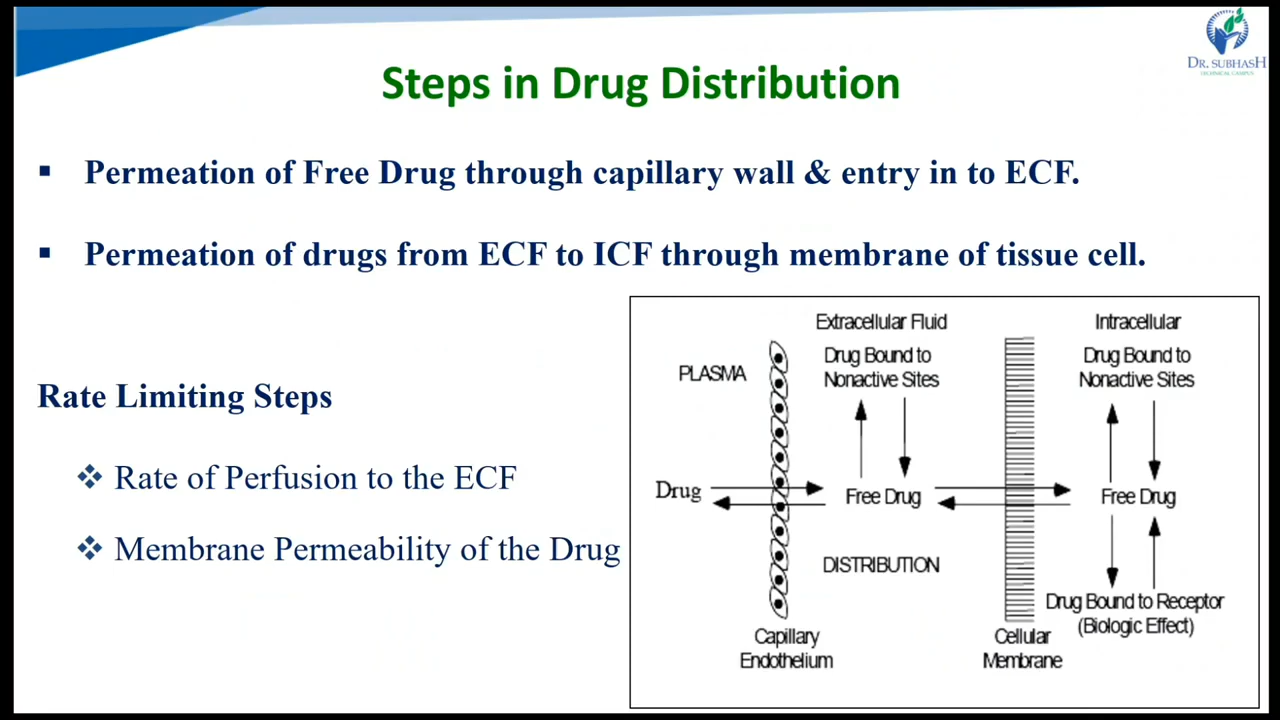 DR. SUBHASH
TECHNICAL CAMPUS
Steps in Drug Distribution
▪ Permeation of Free Drug through capillary wall & entry in to ECF.
▪ Permeation of drugs from ECF to ICF through membrane of tissue cell.
Rate Limiting Steps
❖ Rate of Perfusion to the ECF
❖ Membrane Permeability of the Drug
Extracellular Fluid
Intracellular
PLASMA
Drug Bound to
Nonactive Sites
Drug Bound to
Nonactive Sites
Drug
Free Drug
Free Drug
DISTRIBUTION
Drug Bound to Receptor
(Biologic Effect)
Capillary
Endothelium
Cellular
Membrane